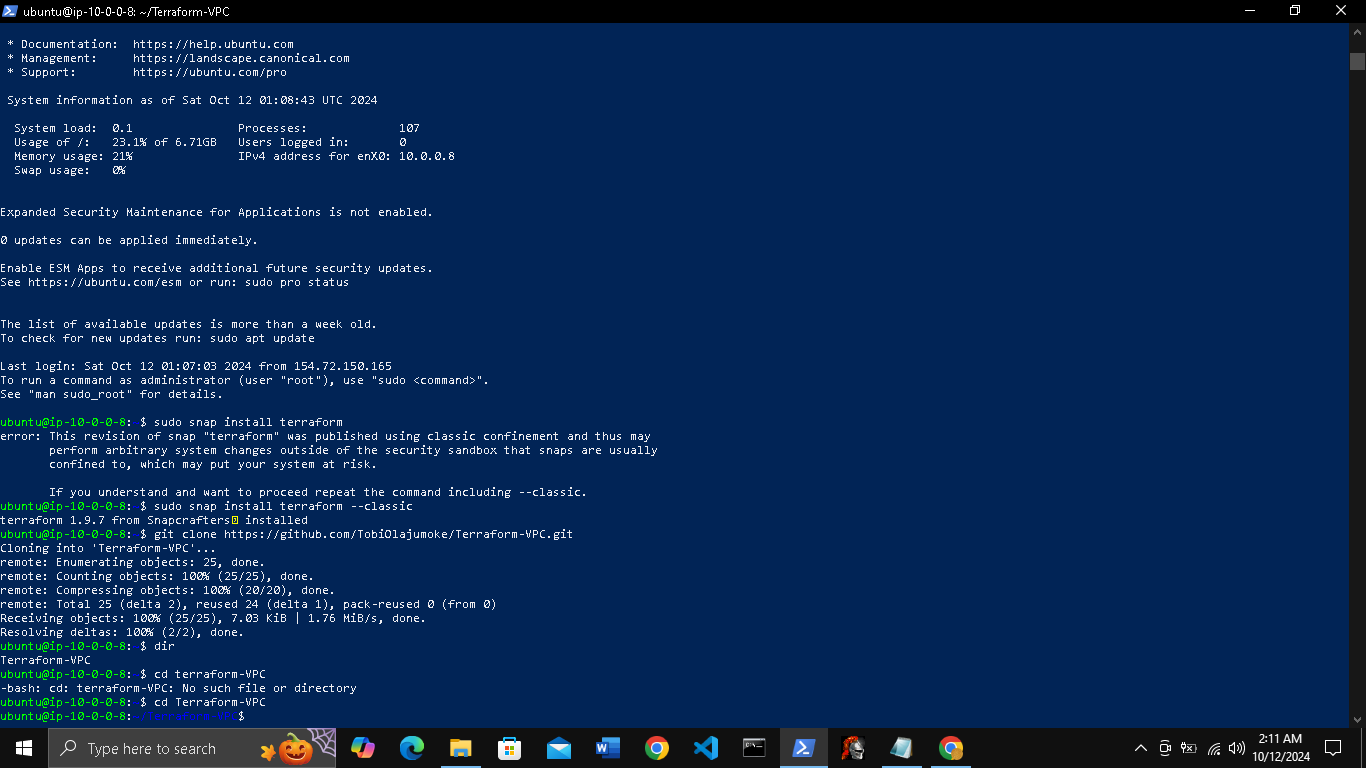 ubuntu@ip-10-0-0-8: ~/Terraform-VPC
* Documentation:  https://help.ubuntu.com
* Management:     https://landscape.canonical.com
* Support:        https://ubuntu.com/pro
System information as of Sat Oct 12 01:08:43 UTC 2024
System load:  0.1               Processes:             107
Usage of /:   23.1% of 6.71GB   Users logged in:       0
Memory usage: 21%               IPv4 address for enX0: 10.0.0.8
Swap usage:   0%
Expanded Security Maintenance for Applications is not enabled.
0 updates can be applied immediately.
Enable ESM Apps to receive additional future security updates.
See https://ubuntu.com/esm or run: sudo pro status
The list of available updates is more than a week old.
To check for new updates run: sudo apt update
Last login: Sat Oct 12 01:07:03 2024 from 154.72.150.165
To run a command as administrator (user "root"), use "sudo <command>".
See "man sudo_root" for details.
ubuntu@ip-10-0-0-8:~$ sudo snap install terraform
error: This revision of snap "terraform" was published using classic confinement and thus may
perform arbitrary system changes outside of the security sandbox that snaps are usually
confined to, which may put your system at risk.
If you understand and want to proceed repeat the command including --classic.
ubuntu@ip-10-0-0-8:~$ sudo snap install terraform --classic
terraform 1.9.7 from Snapcrafters installed
ubuntu@ip-10-0-0-8:~$ git clone https://github.com/TobiOlajumoke/Terraform-VPC.git
Cloning into 'Terraform-VPC'...
remote: Enumerating objects: 25, done.
remote: Counting objects: 100% (25/25), done.
remote: Compressing objects: 100% (20/20), done.
remote: Total 25 (delta 2), reused 24 (delta 1), pack-reused 0 (from 0)
Receiving objects: 100% (25/25), 7.03 KiB | 1.76 MiB/s, done.
Resolving deltas: 100% (2/2), done.
ubuntu@ip-10-0-0-8:~$ dir
Terraform-VPC
ubuntu@ip-10-0-0-8:~$ cd terraform-VPC
-bash: cd: terraform-VPC: No such file or directory
ubuntu@ip-10-0-0-8:~$ cd Terraform-VPC
ubuntu@ip-10-0-0-8:~/Terraform-VPC$
Type here to search
2:11 AM
10/12/2024